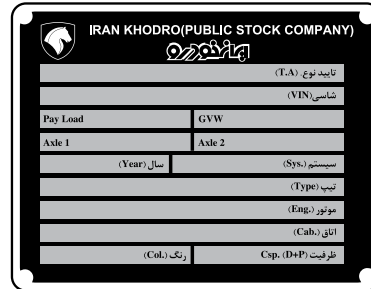 IRAN KHODRO(PUBLIC STOCK COMPANY)
ایران خودرو
تایید نوع. (T.A)
شاسی(VIN)
Pay Load GVW
Axle 1 Axle 2
سیستم (Sys.) سال (Year)
تیپ (Type)
موتور (Eng.)
اتاق (Cab.)
ظرفیت Csp. (D+P) رنگ (Col.)